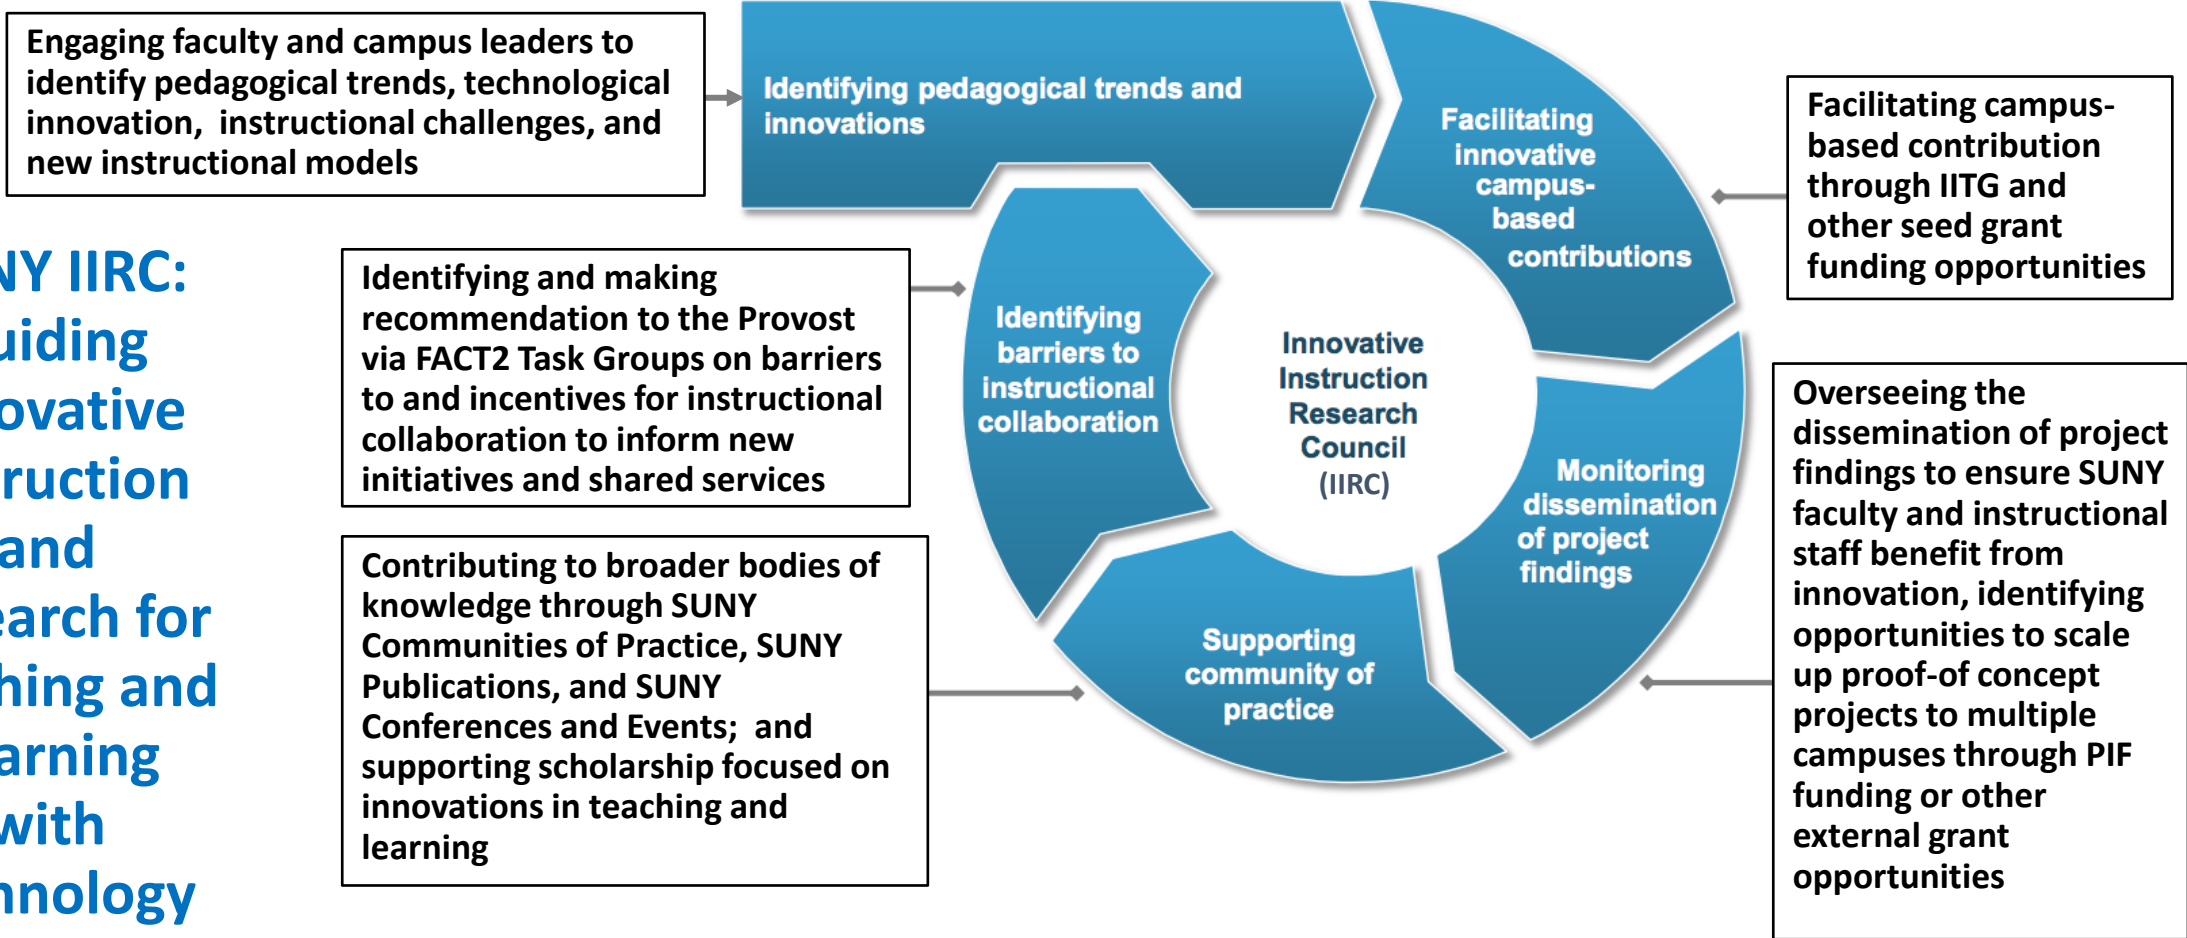 Engaging faculty and campus leaders to
identify pedagogical trends, technological
innovation, instructional challenges, and
new instructional models
Identifying pedagogical trends and
innovations
Facilitating
innovative
campus-
based
contributions
Facilitating campus-
based contribution
through IITG and
other seed grant
funding opportunities
NY IIRC:
uiding
ovative
ruction
and
earch for
hing and
arning
with
hnology
Identifying and making
recommendation to the Provost
via FACT2 Task Groups on barriers
to and incentives for instructional
collaboration to inform new
initiatives and shared services
Identifying
barriers to
instructional
collaboration
Innovative
Instruction
Research
Council
(IIRC)
Monitoring
dissemination
of project
findings
Overseeing the
dissemination of project
findings to ensure SUNY
faculty and instructional
staff benefit from
innovation, identifying
opportunities to scale
up proof-of concept
projects to multiple
campuses through PIF
funding or other
external grant
opportunities
Contributing to broader bodies of
knowledge through SUNY
Communities of Practice, SUNY
Publications, and SUNY
Conferences and Events; and
supporting scholarship focused on
innovations in teaching and
learning
Supporting
community of
practice